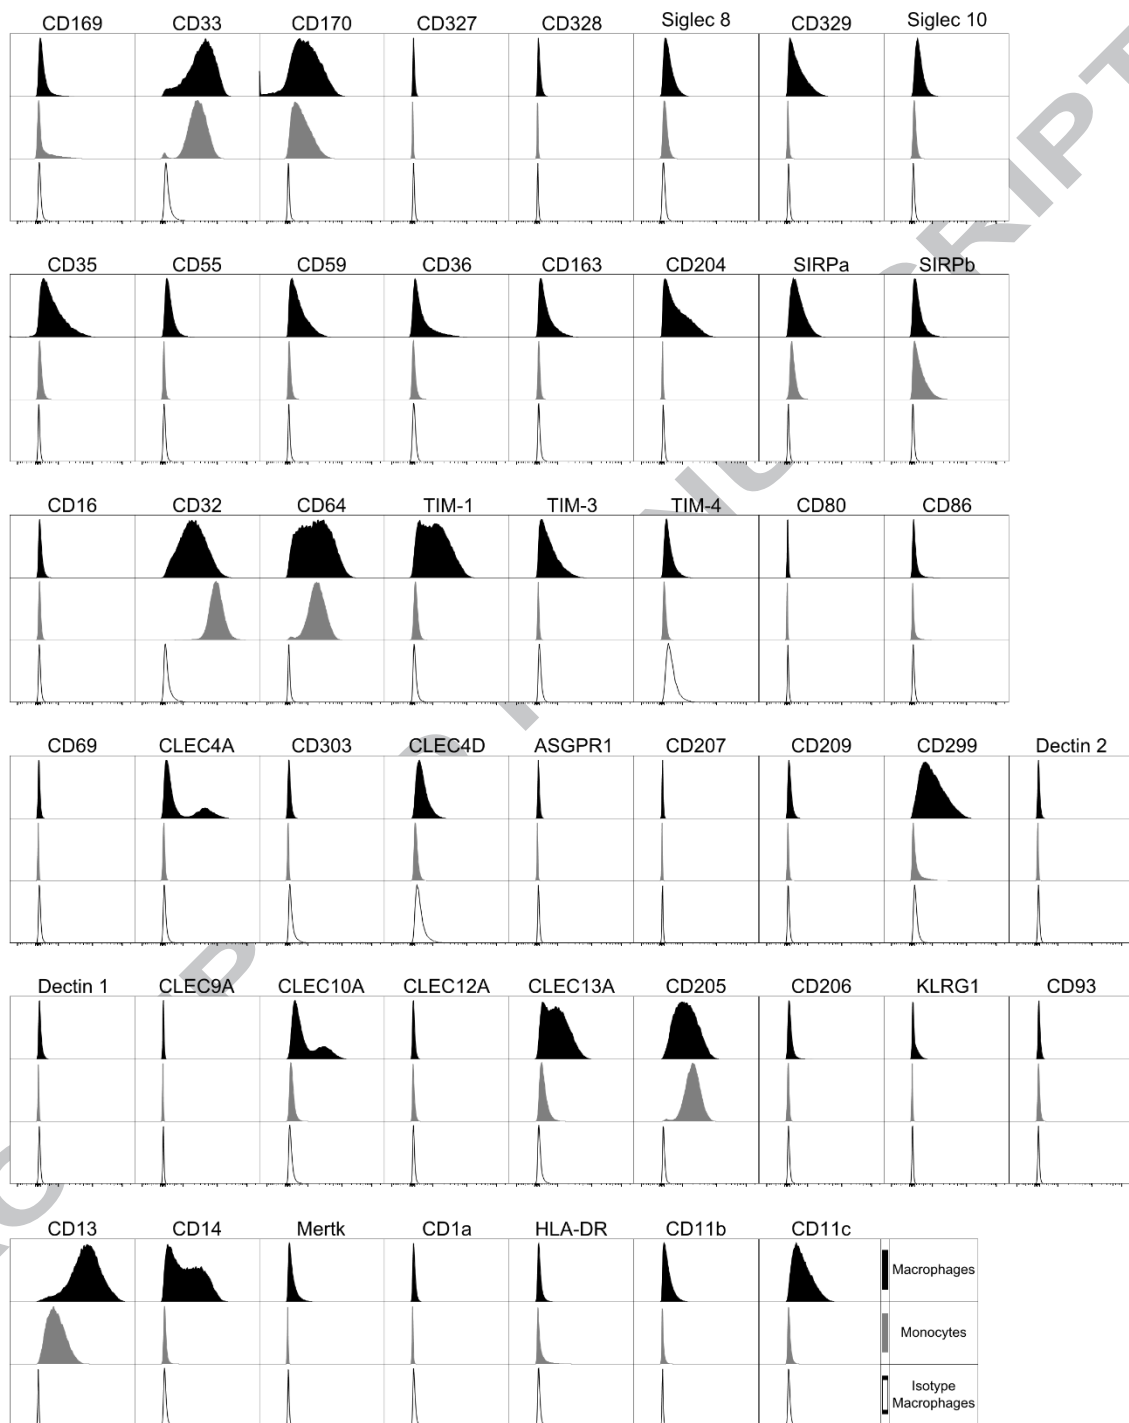 CD169 CD33 CD170 CD327 CD328 Siglec 8 CD329 Siglec 10
CD35 CD55 CD59 CD36 CD163 CD204 SIRPa SIRPb
CD16 CD32 CD64 TIM-1 TIM-3 TIM-4 CD80 CD86
CD69 CLEC4A CD303 CLEC4D ASGPR1 CD207 CD209 CD299 Dectin 2
Dectin 1 CLEC9A CLEC10A CLEC12A CLEC13A CD205 CD206 KLRG1 CD93
CD13 CD14 Mertk CD1a HLA-DR CD11b CD11c
Macrophages
Monocytes
Isotype
Macrophages